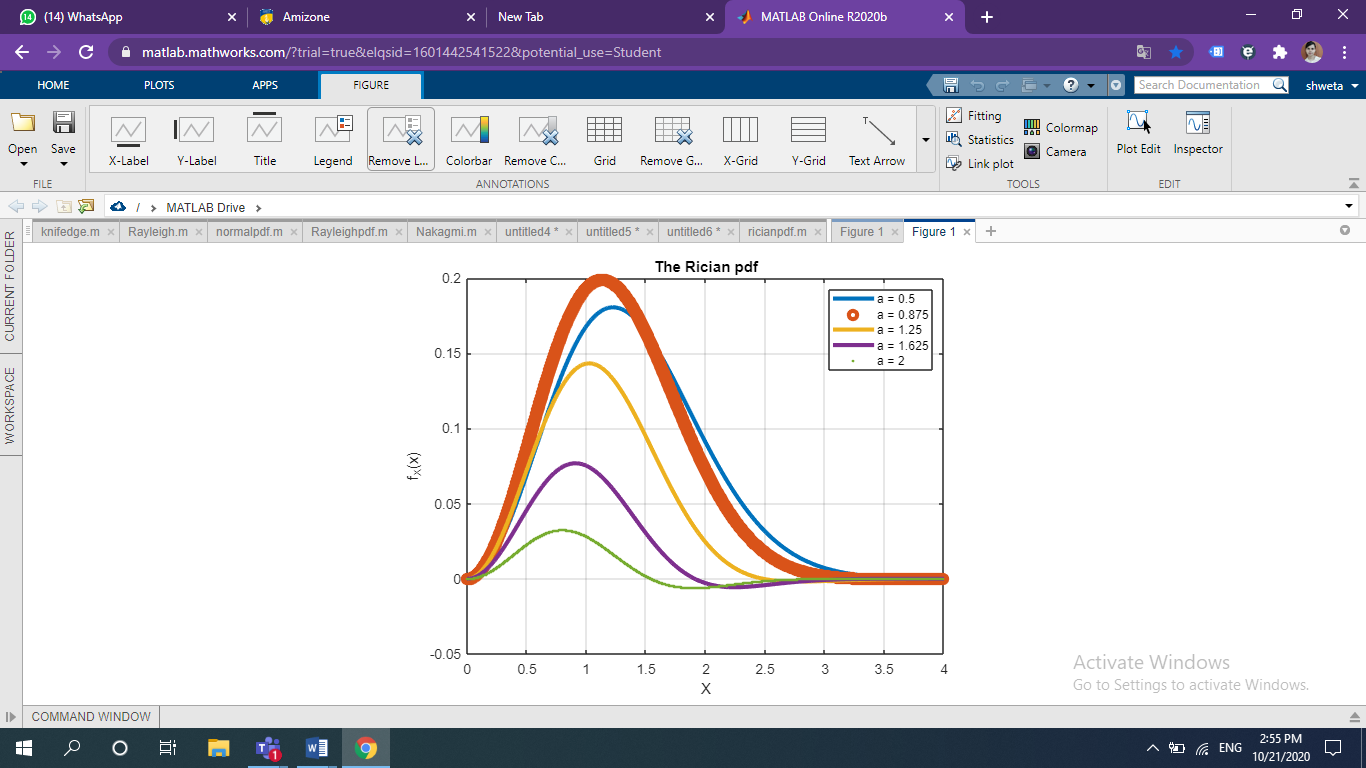 (14) WhatsApp
Amizone
New Tab
MATLAB Online R2020b
matlab.mathworks.com/?trial=true&elqsid=1601442541522&potential_use=Student
HOME PLOTS APPS FIGURE
Search Documentation
shweta
Open Save
X-Label Y-Label Title Legend Remove L... Colorbar Remove C... Grid Remove G... X-Grid Y-Grid Text Arrow
Fitting
Statistics
Link plot
Colormap
Camera
Plot Edit Inspector
FILE ANNOTATIONS TOOLS EDIT
/ MATLAB Drive
knifedge.m Rayleigh.m normalpdf.m Rayleighpdf.m Nakagmi.m untitled4 * untitled5 * untitled6 * ricianpdf.m Figure 1 Figure 1
CURRENT FOLDER
WORKSPACE
The Rician pdf
0.2
0.15
0.1
0.05
0
-0.05
fX(x)
a = 0.5
a = 0.875
a = 1.25
a = 1.625
a = 2
0 0.5 1 1.5 2 2.5 3 3.5 4
X
Activate Windows
Go to Settings to activate Windows.
COMMAND WINDOW
1
ENG
2:55 PM
10/21/2020